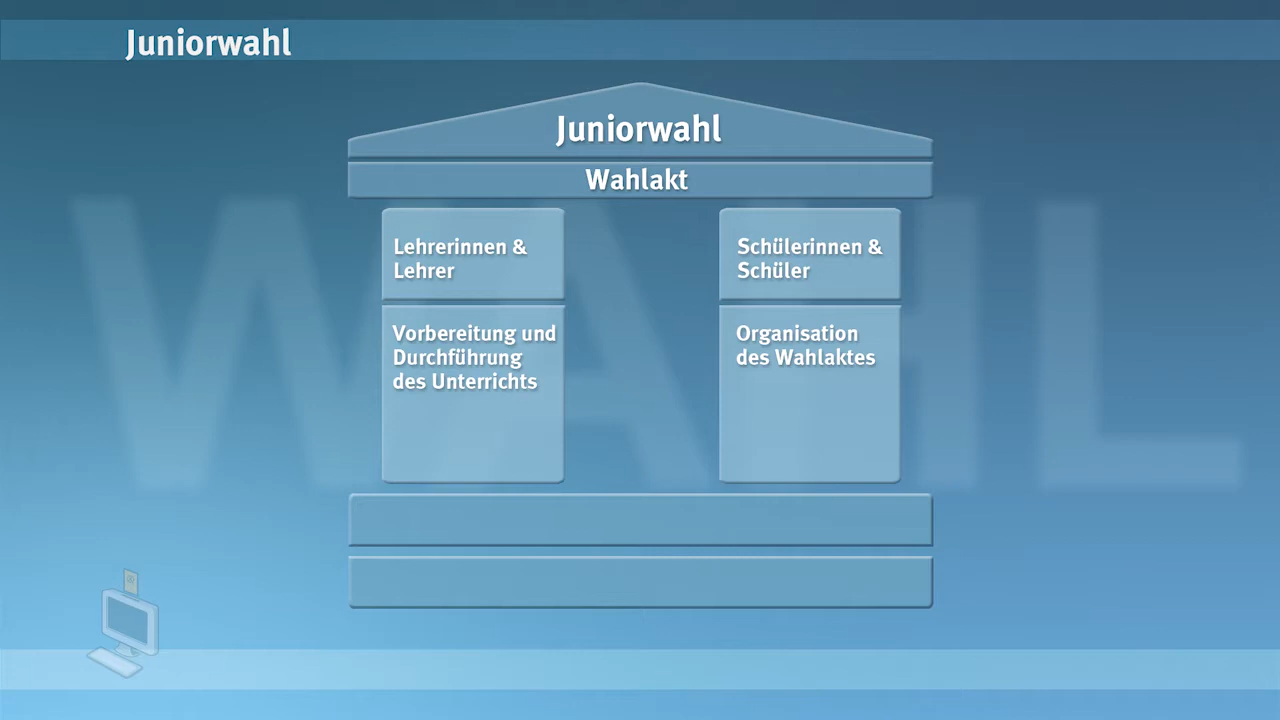 Juniorwahl
Juniorwahl
Wahlakt
Lehrerinnen &
Lehrer
Schülerinnen &
Schüler
Vorbereitung und
Durchführung
des Unterrichts
Organisation
des Wahlaktes
WAHL